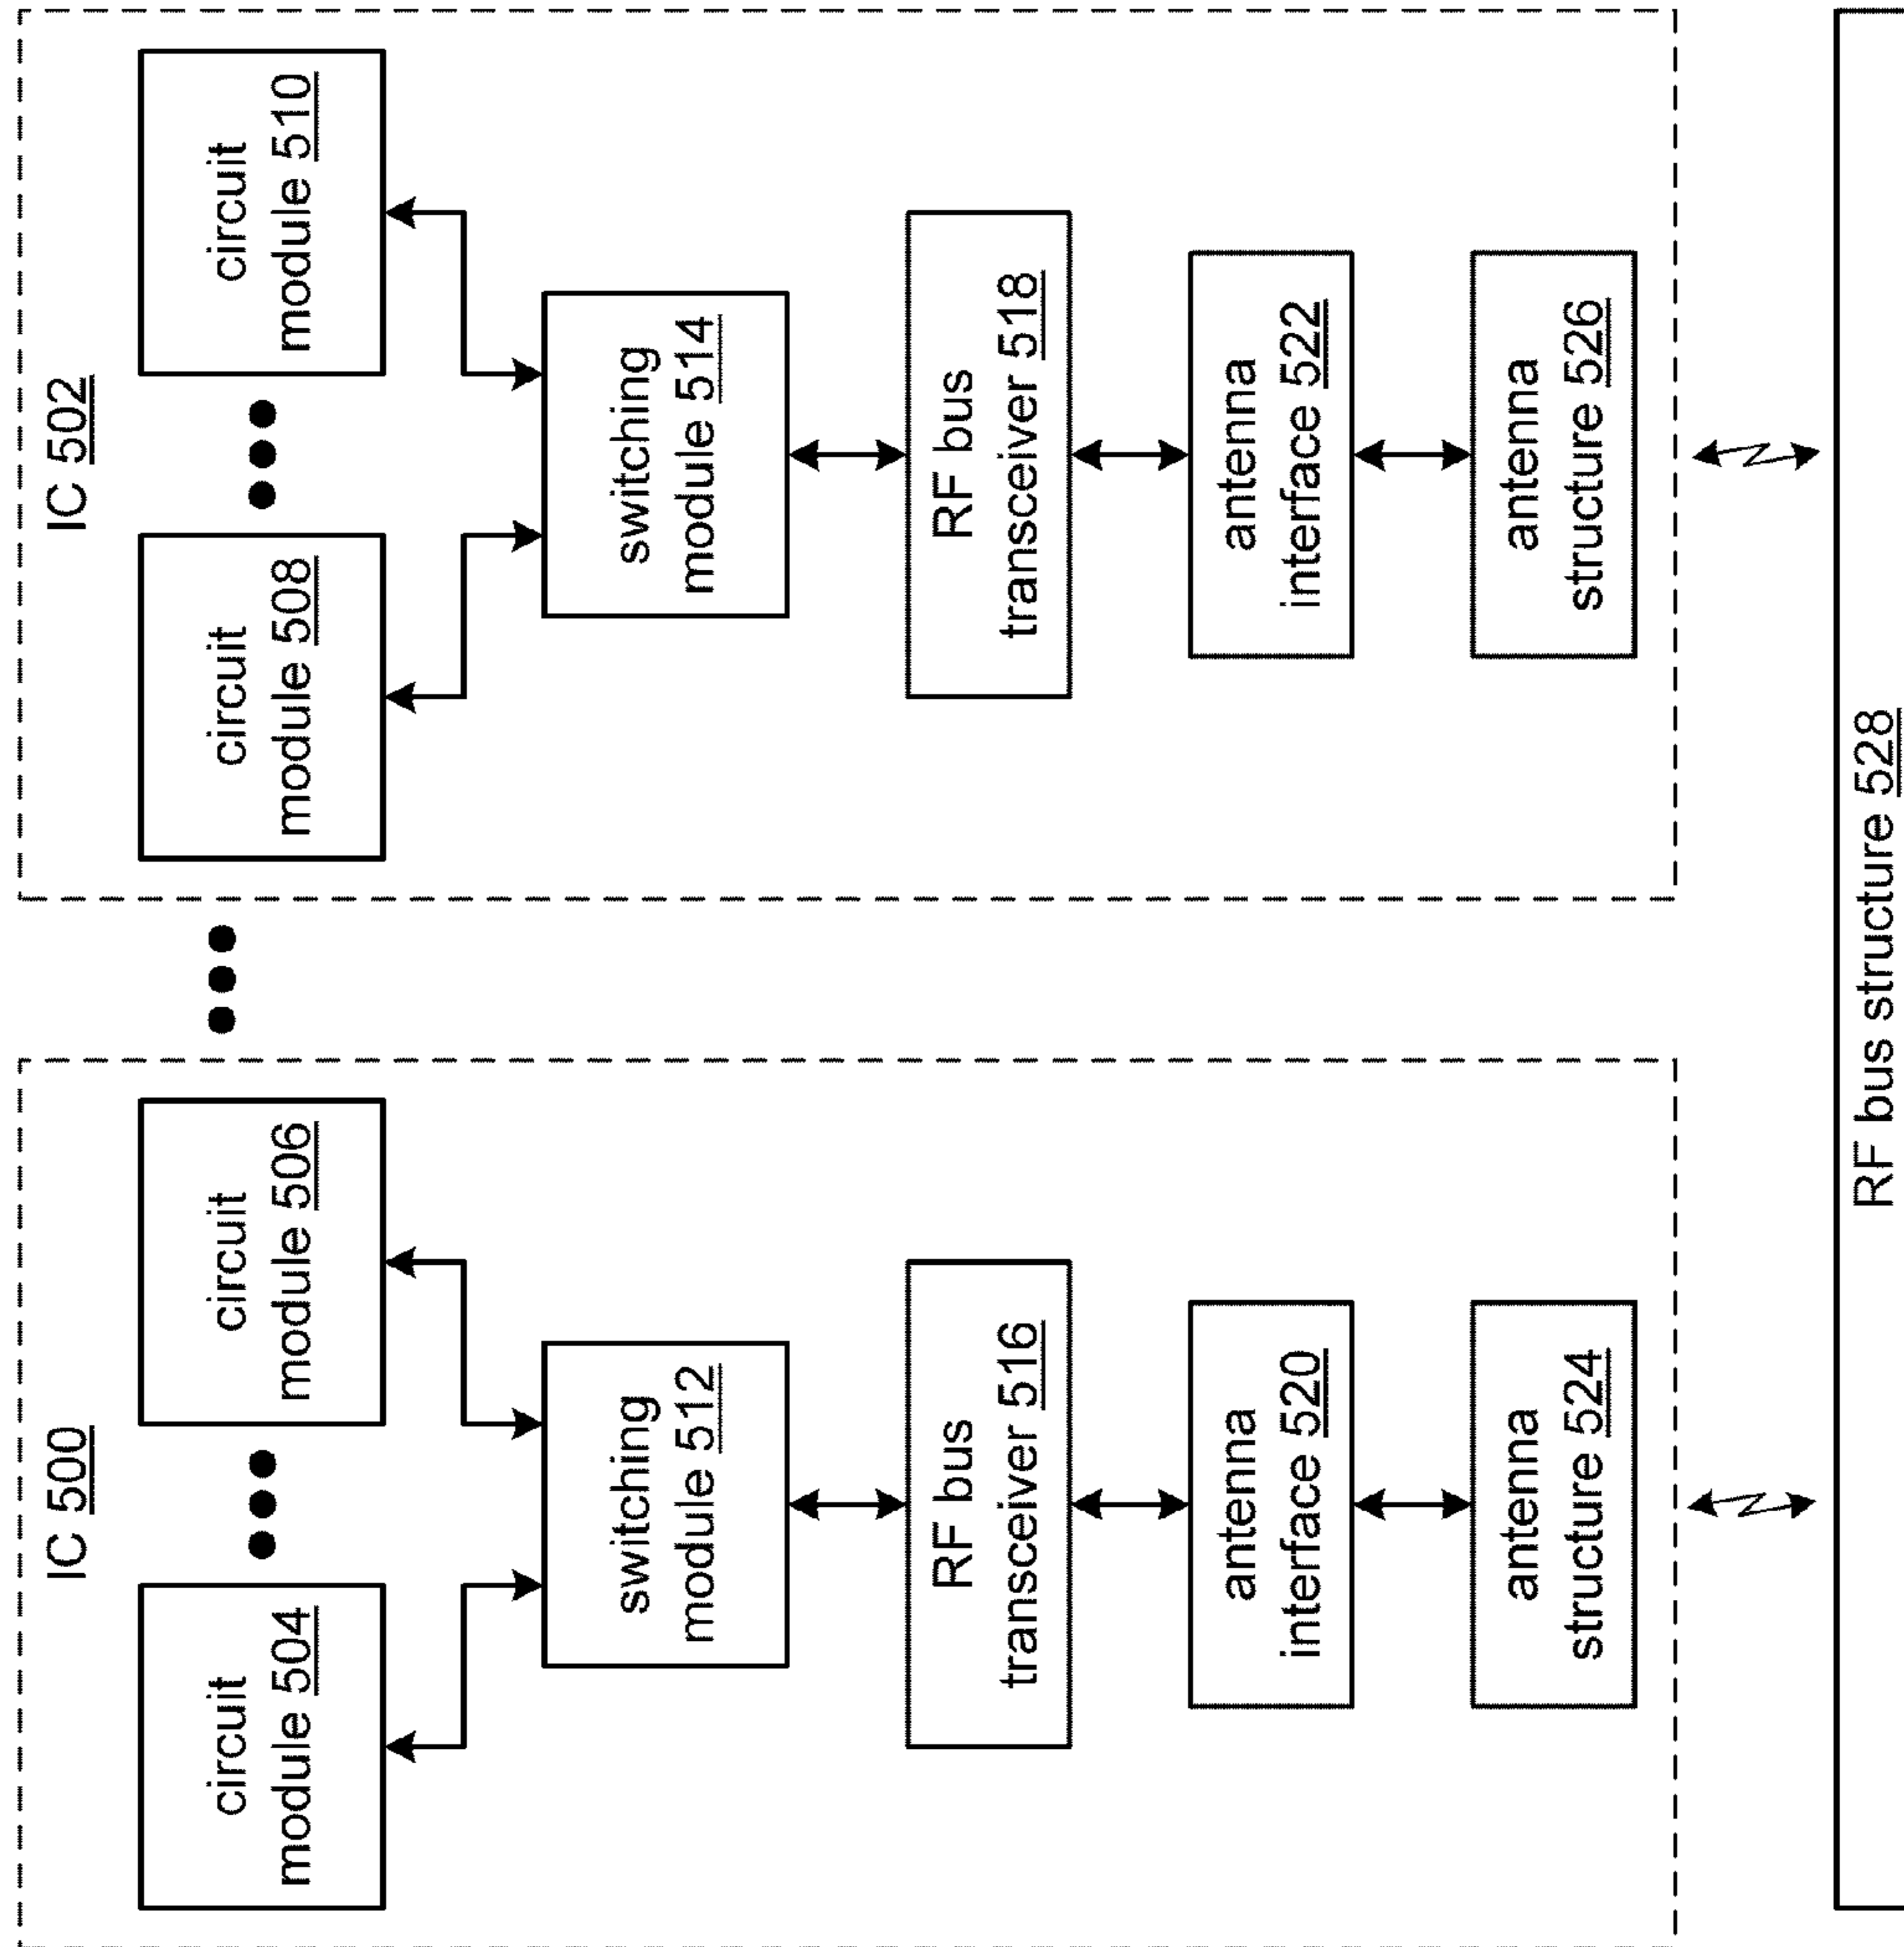 IC 500
circuit
module 504
circuit
module 506
switching
module 512
RF bus
transceiver 516
antenna
interface 520
antenna
structure 524
IC 502
circuit
module 508
circuit
module 510
switching
module 514
RF bus
transceiver 518
antenna
interface 522
antenna
structure 526
RF bus structure 528